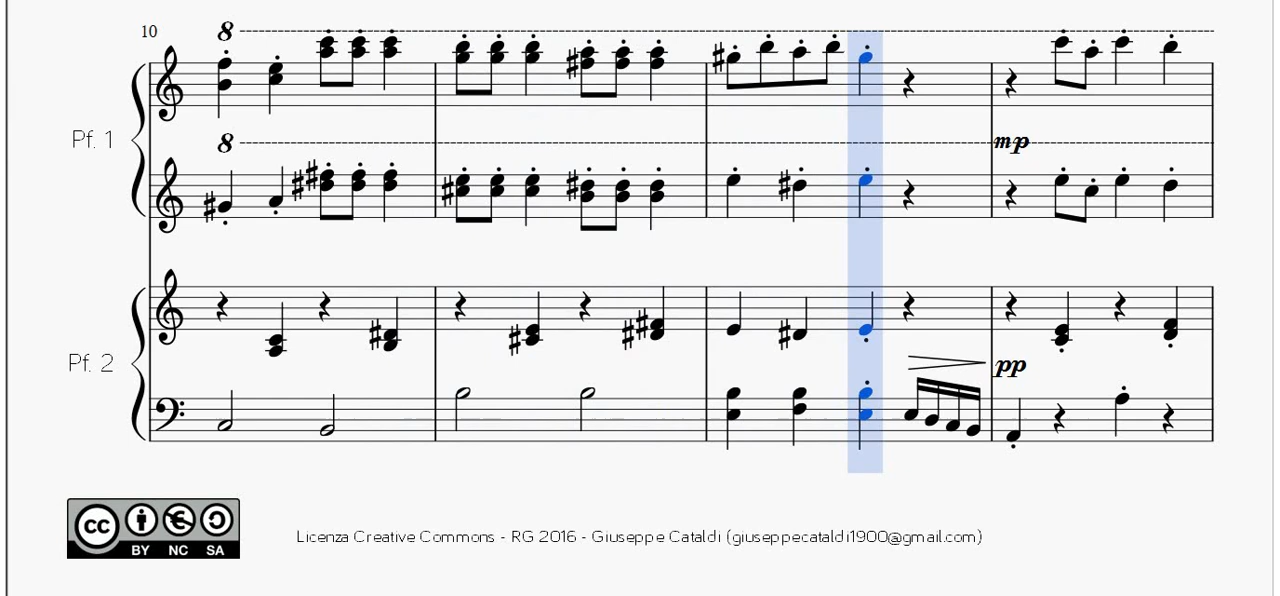 10
8
Pf. 1
8
mp
Pf. 2
pp
cc
BY NC SA
Licenza Creative Commons - RG 2016 - Giuseppe Cataldi (giuseppecataldi1900@gmail.com)